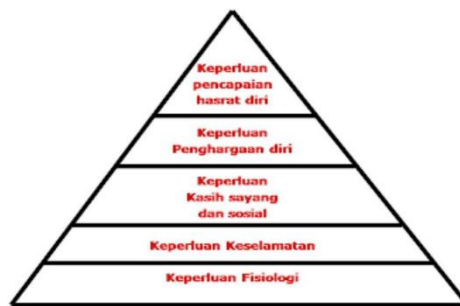 Keperluan
pencapaian
hasrat diri
Keperluan
Penghargaan diri
Keperluan
Kasih sayang
dan sosial
Keperluan Keselamatan
Keperluan Fisiologi